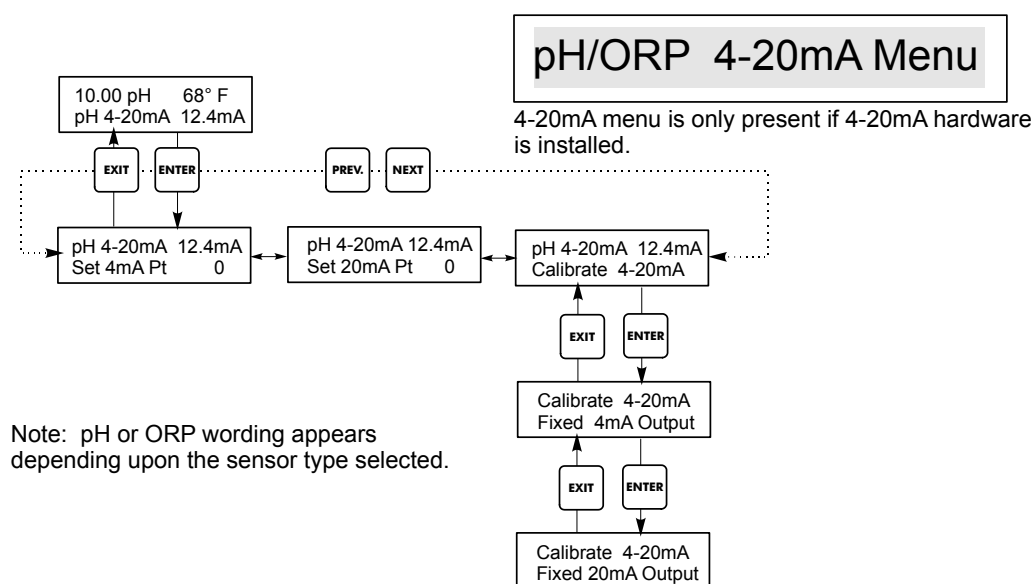 pH/ORP 4-20mA Menu
4-20mA menu is only present if 4-20mA hardware
is installed.
10.00 pH 68° F
pH 4-20mA 12.4mA
EXIT
ENTER
PREV.
NEXT
pH 4-20mA 12.4mA
Set 4mA Pt 0
pH 4-20mA 12.4mA
Set 20mA Pt 0
pH 4-20mA 12.4mA
Calibrate 4-20mA
EXIT
ENTER
Calibrate 4-20mA
Fixed 4mA Output
Note: pH or ORP wording appears
depending upon the sensor type selected.
EXIT
ENTER
Calibrate 4-20mA
Fixed 20mA Output